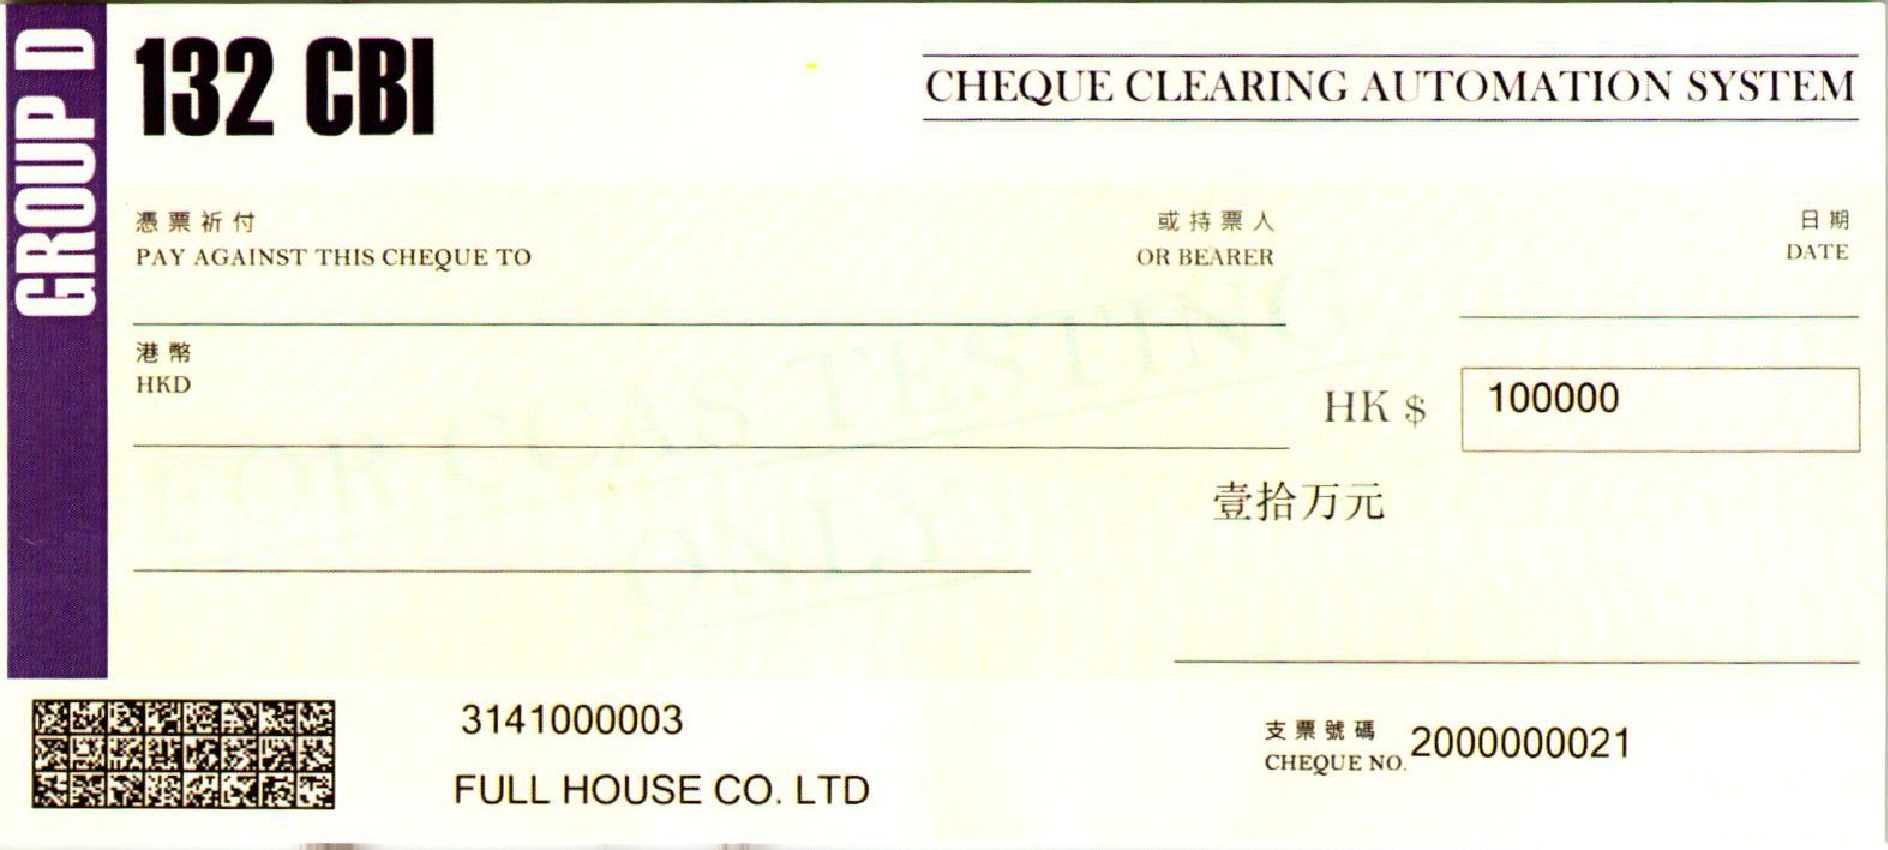 GROUP D
132 CBI
CHEQUE CLEARING AUTOMATION SYSTEM
憑票祈付
或持票人
日期
PAY AGAINST THIS CHEQUE TO
OR BEARER
DATE
港幣
HKD
HK $ 100000
FOR CCAS TESTING
ONLY
壹拾万元
3141000003
FULL HOUSE CO. LTD
支票號碼
CHEQUE NO. 2000000021